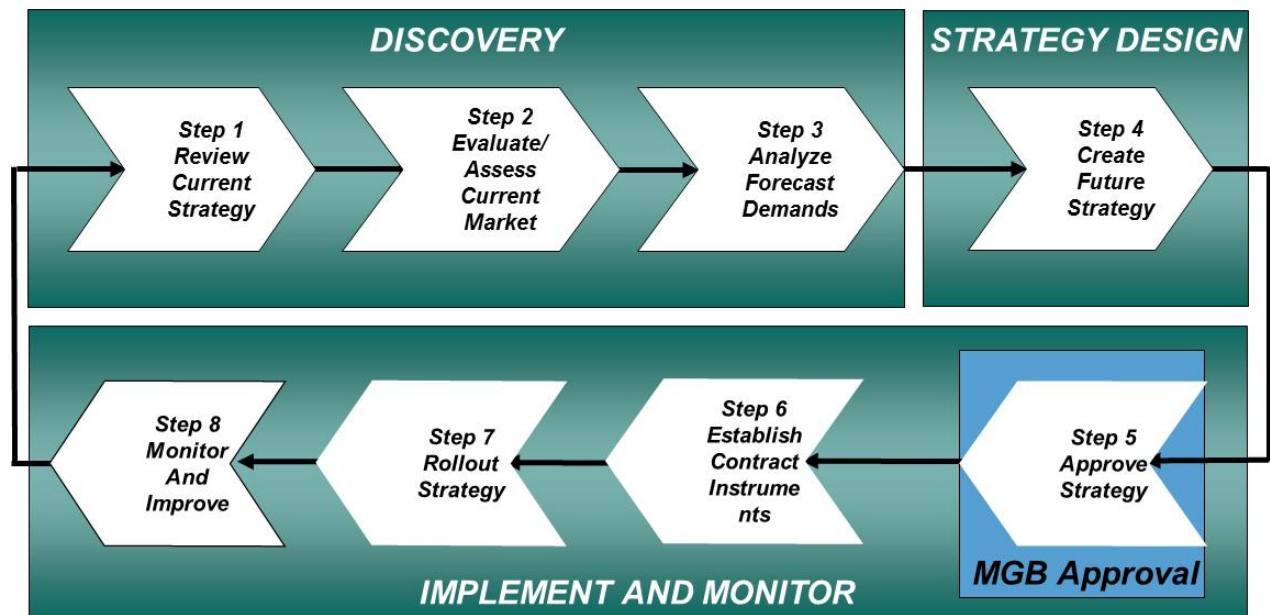 DISCOVERY
STRATEGY DESIGN
Step 1
Review
Current
Strategy
Step 2
Evaluate/
Assess
Current
Market
Step 3
Analyze
Forecast
Demands
Step 4
Create
Future
Strategy
Step 8
Monitor
And
Improve
Step 7
Rollout
Strategy
Step 6
Establish
Contract
Instrume
nts
Step 5
Approve
Strategy
MGB Approval
IMPLEMENT AND MONITOR